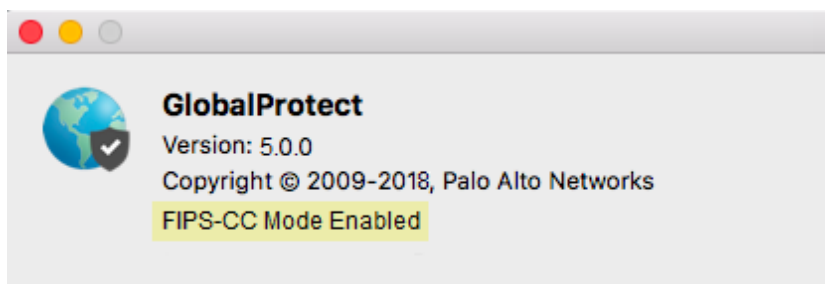 GlobalProtect
Version: 5.0.0
Copyright © 2009-2018, Palo Alto Networks
FIPS-CC Mode Enabled